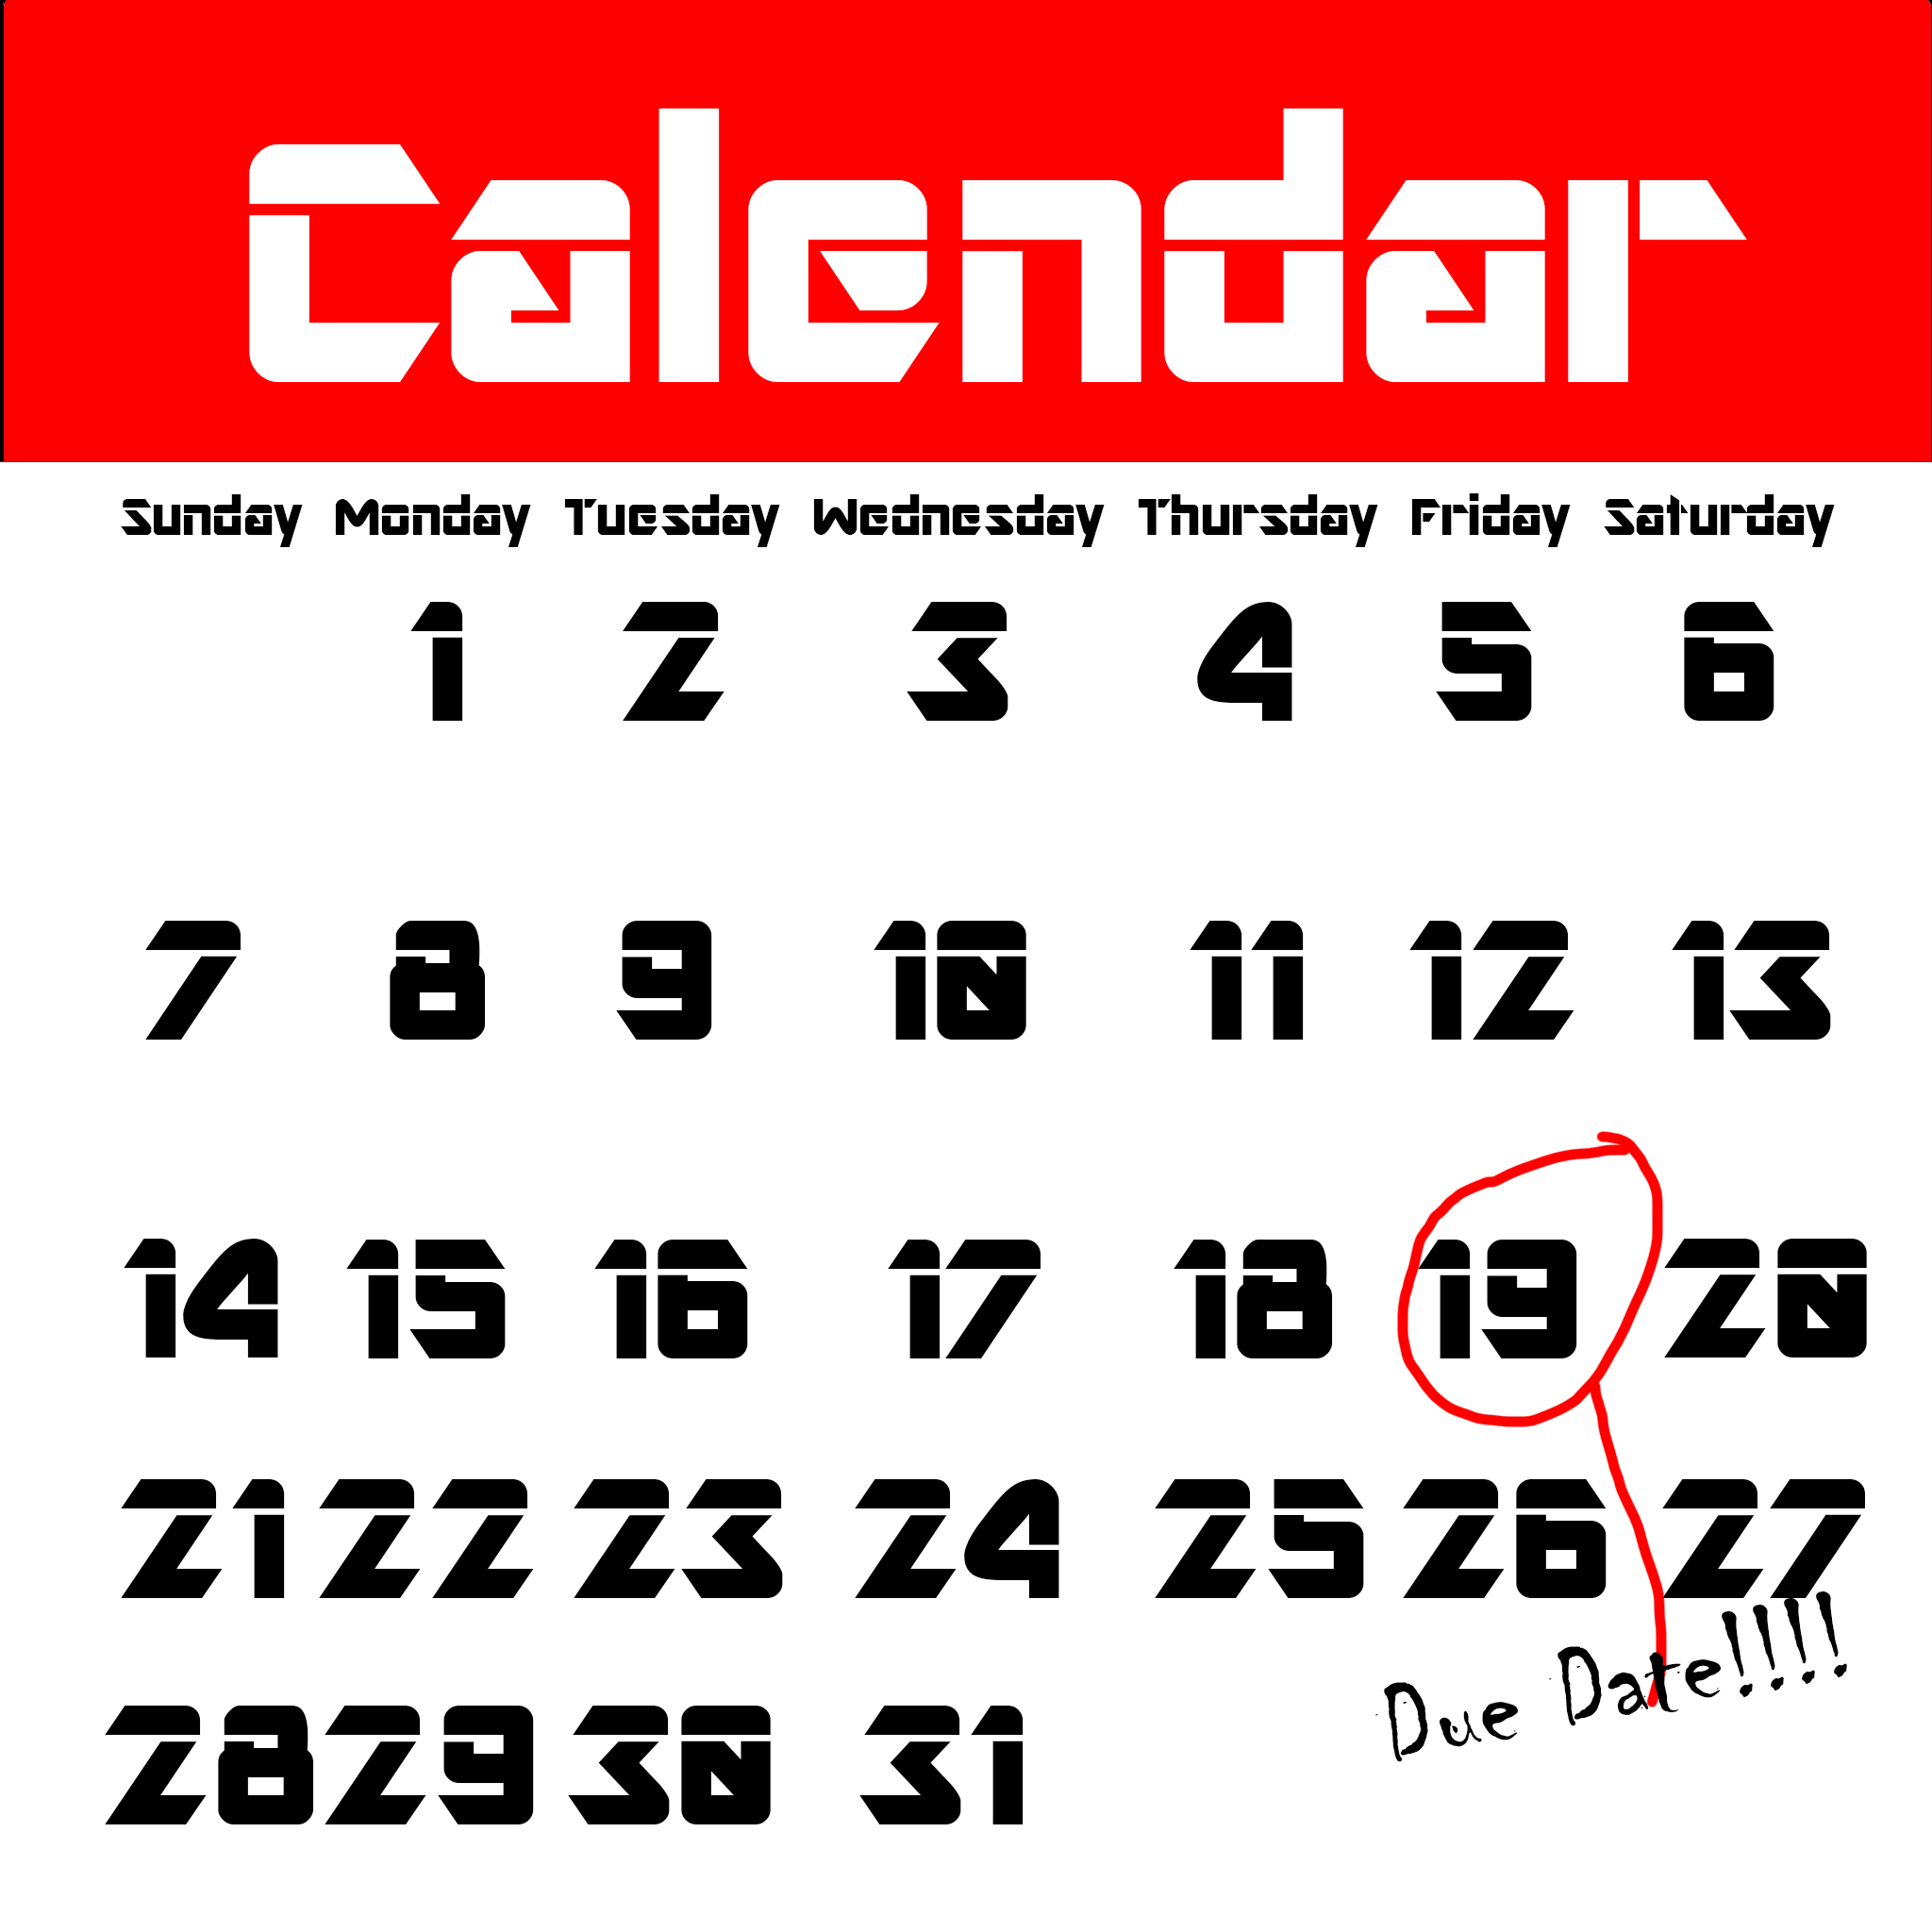 Calendar
Sunday Monday Tuesday Wednesday Thursday Friday Saturday
1 2 3 4 5 6
7 8 9 10 11 12 13
14 15 16 17 18 19 20
21 22 23 24 25 26 27
Due Date!!!!
28 29 30 31